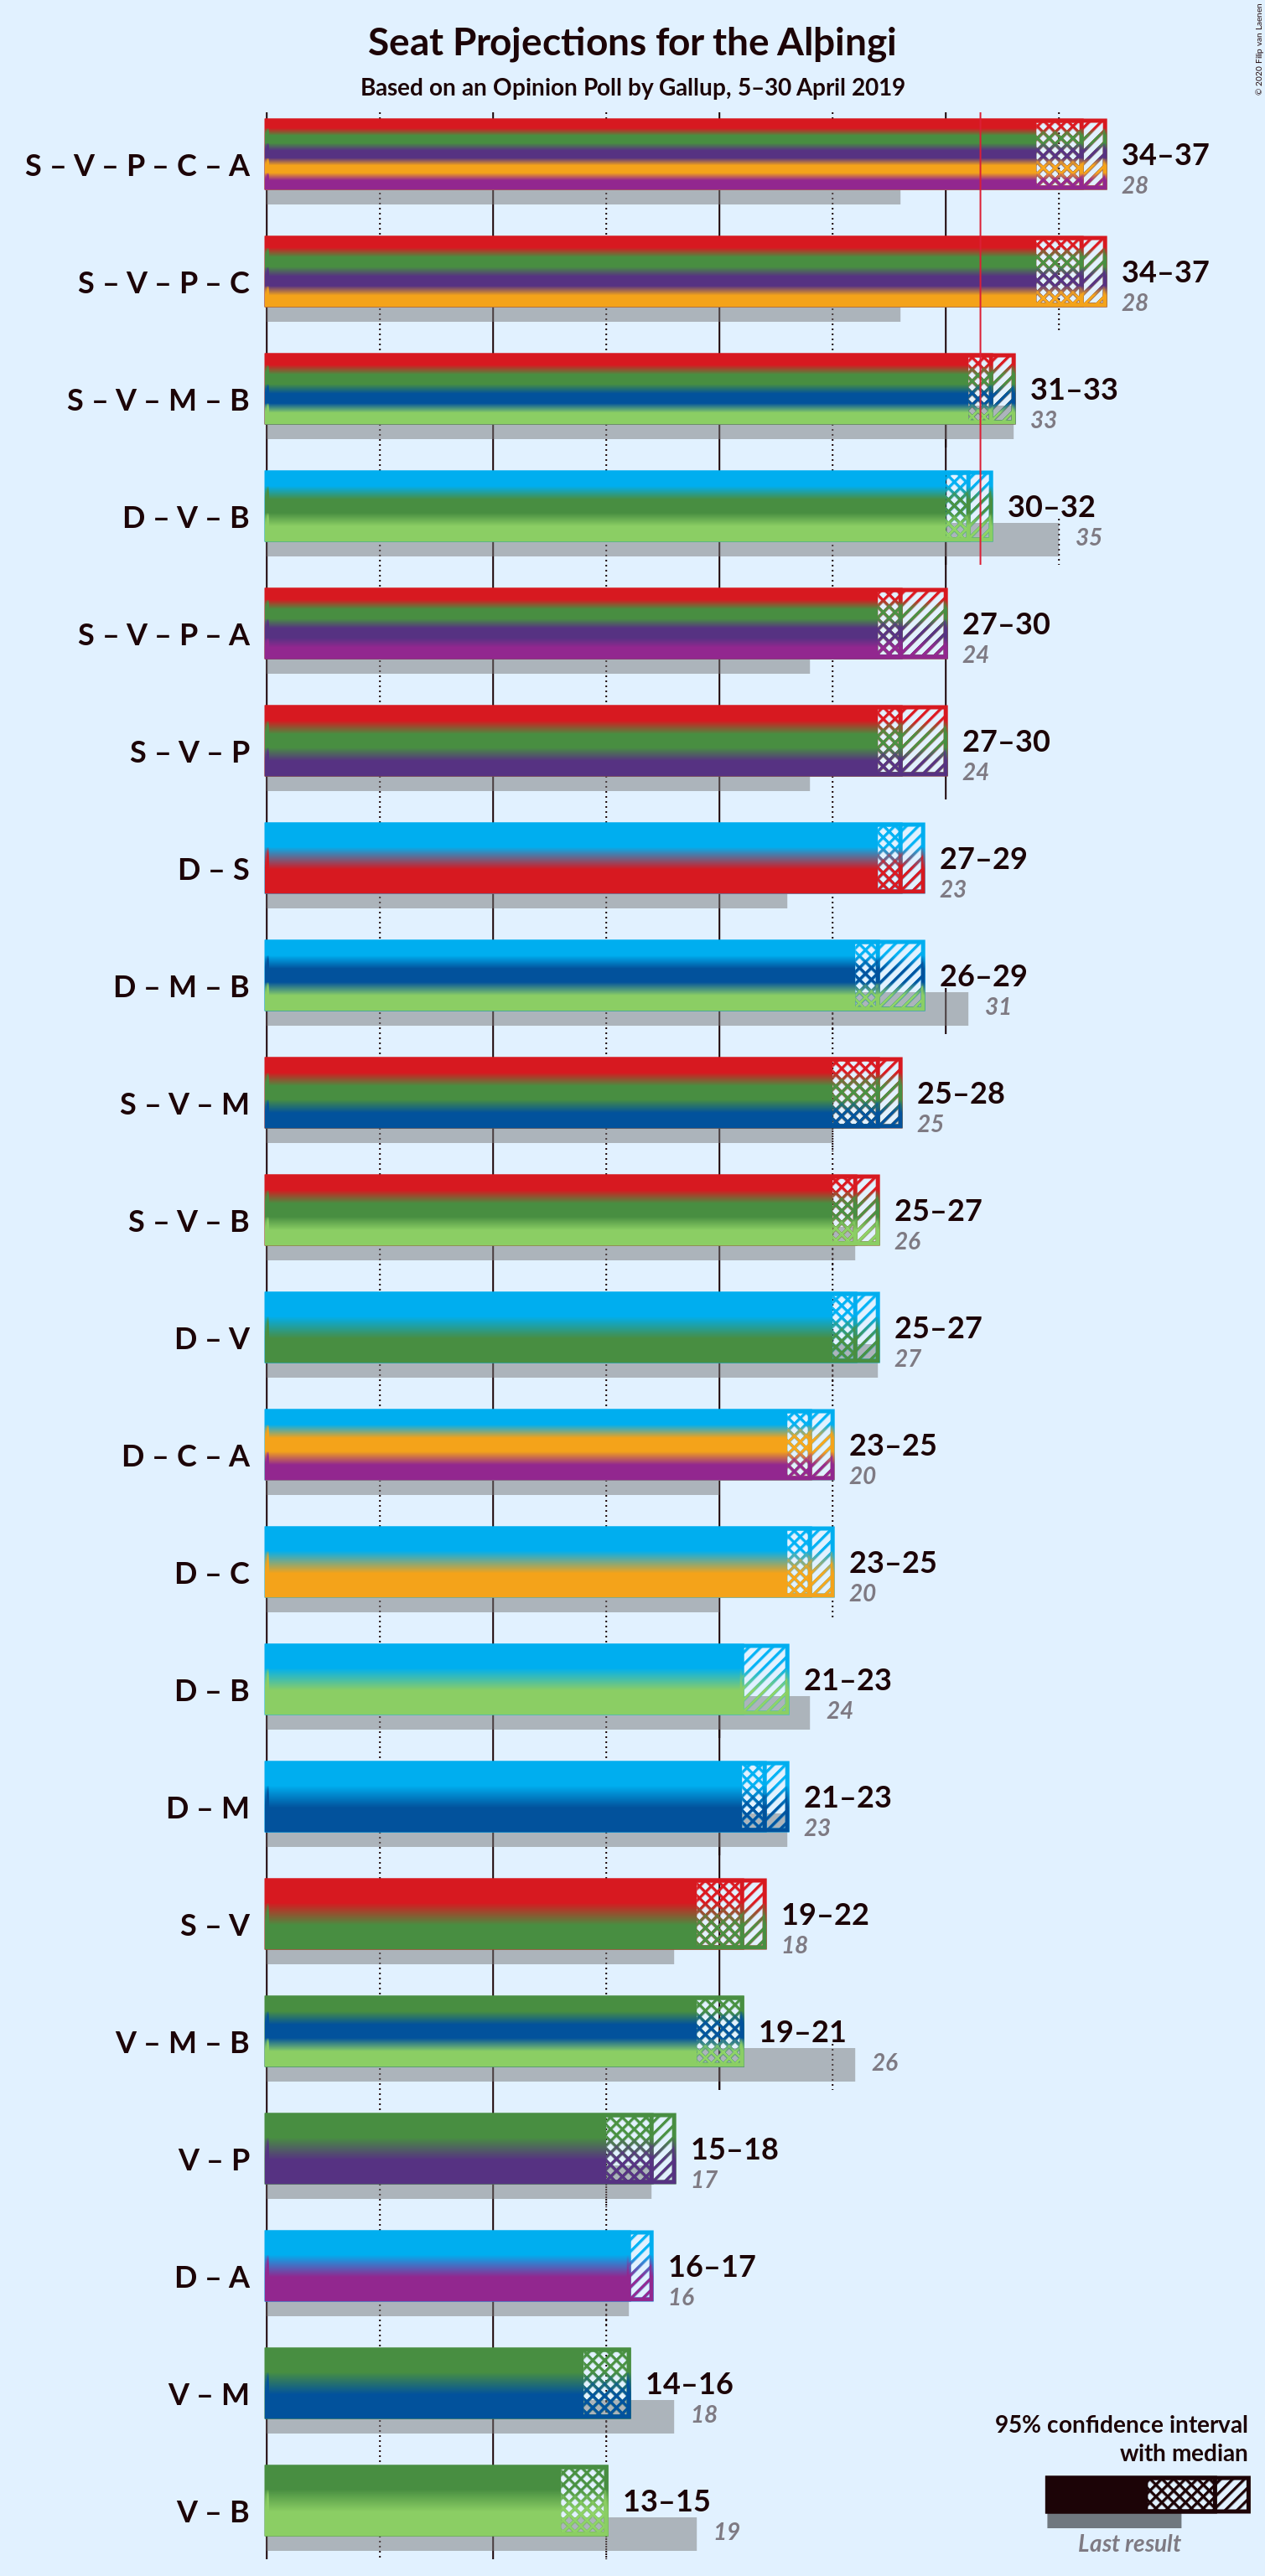 Seat Projections for the Alþingi
Based on an Opinion Poll by Gallup, 5–30 April 2019
© 2020 Filip van Laenen
S – V – P – C – A
34–37
28
S – V – P – C
34–37
28
S – V – M – B
31–33
33
D – V – B
30–32
35
S – V – P – A
27–30
24
S – V – P
27–30
24
D – S
27–29
23
D – M – B
26–29
31
S – V – M
25–28
25
S – V – B
25–27
26
D – V
25–27
27
D – C – A
23–25
20
D – C
23–25
20
D – B
21–23
24
D – M
21–23
23
S – V
19–22
18
V – M – B
19–21
26
V – P
15–18
17
D – A
16–17
16
V – M
14–16
18
V – B
13–15
19
95% confidence interval
with median
Last result